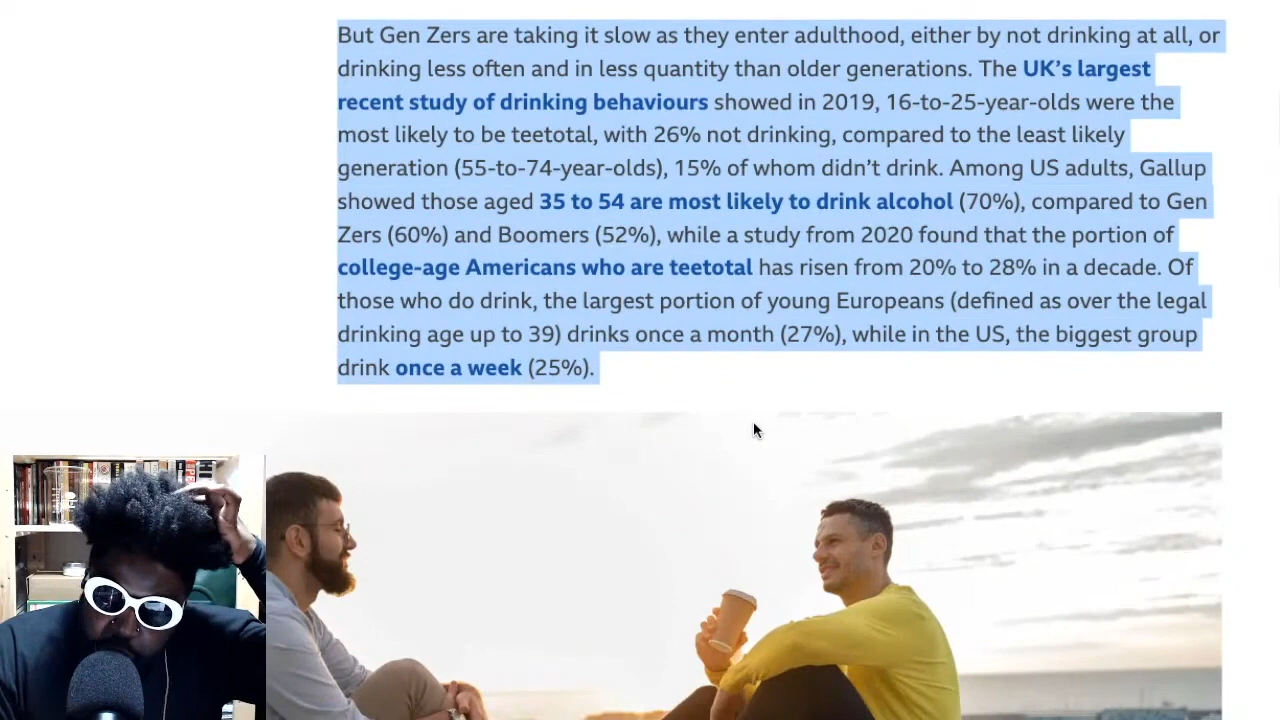 But Gen Zers are taking it slow as they enter adulthood, either by not drinking at all, or
drinking less often and in less quantity than older generations. The UK’s largest
recent study of drinking behaviours showed in 2019, 16-to-25-year-olds were the
most likely to be teetotal, with 26% not drinking, compared to the least likely
generation (55-to-74-year-olds), 15% of whom didn’t drink. Among US adults, Gallup
showed those aged 35 to 54 are most likely to drink alcohol (70%), compared to Gen
Zers (60%) and Boomers (52%), while a study from 2020 found that the portion of
college-age Americans who are teetotal has risen from 20% to 28% in a decade. Of
those who do drink, the largest portion of young Europeans (defined as over the legal
drinking age up to 39) drinks once a month (27%), while in the US, the biggest group
drink once a week (25%).